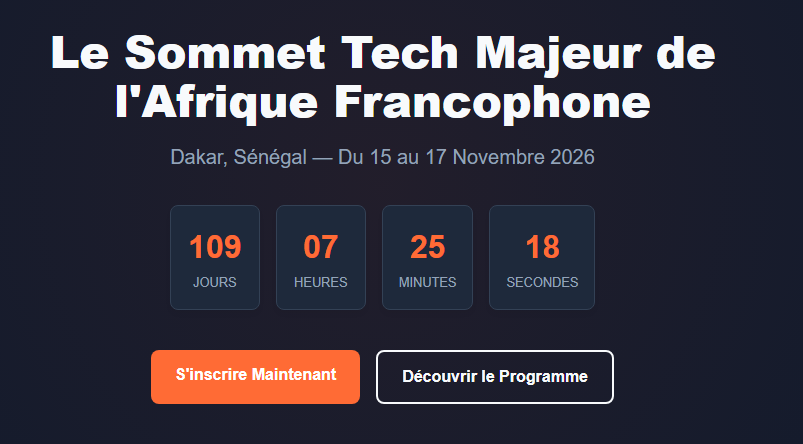 Le Sommet Tech Majeur de
l'Afrique Francophone
Dakar, Sénégal — Du 15 au 17 Novembre 2026
109 07 25 18
JOURS HEURES MINUTES SECONDES
S'inscrire Maintenant Découvrir le Programme